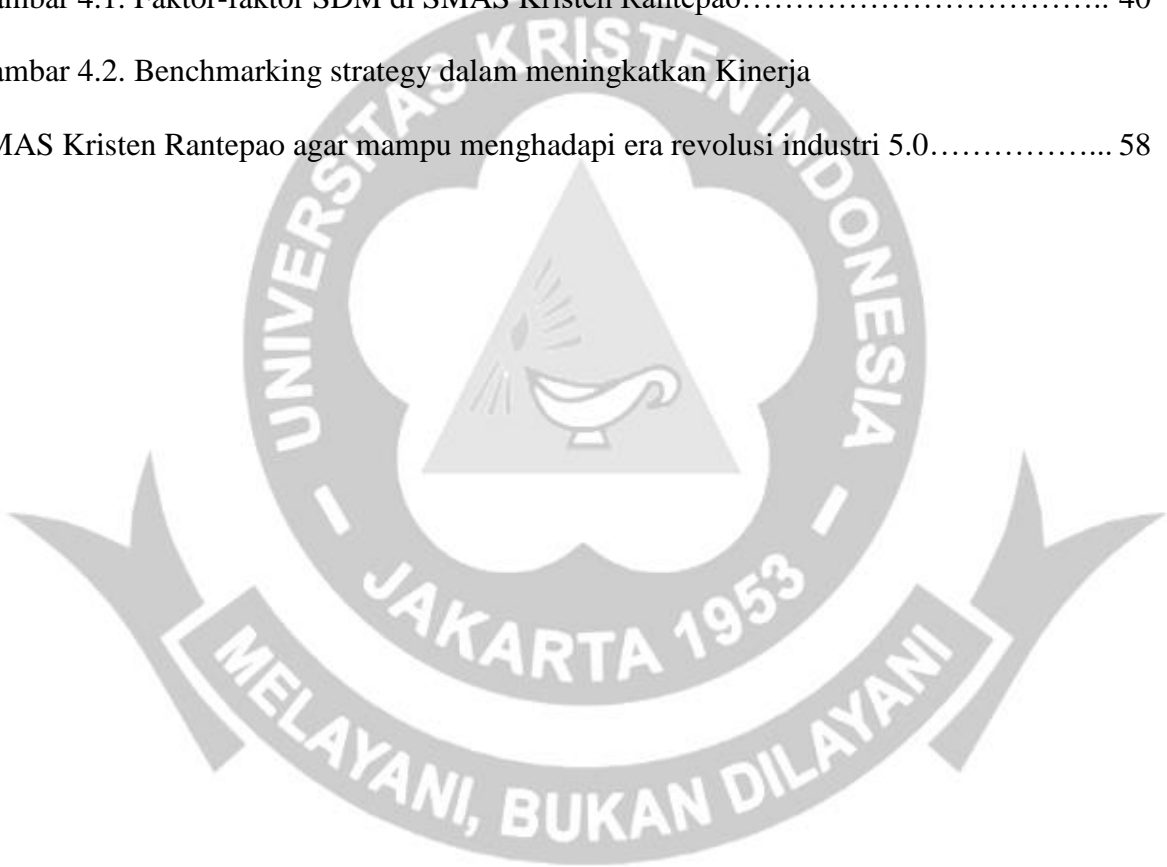 ambar 4.1. Faktor-faktor SDM di SMAS Kristen Rantepao…………………………….. 40
ambar 4.2. Benchmarking strategy dalam meningkatkan Kinerja
MAS Kristen Rantepao agar mampu menghadapi era revolusi industri 5.0……………... 58
UNIVERSITAS KRISTEN INDONESIA
- JAKARTA 1953 -
MELAYANI, BUKAN DILAYANI